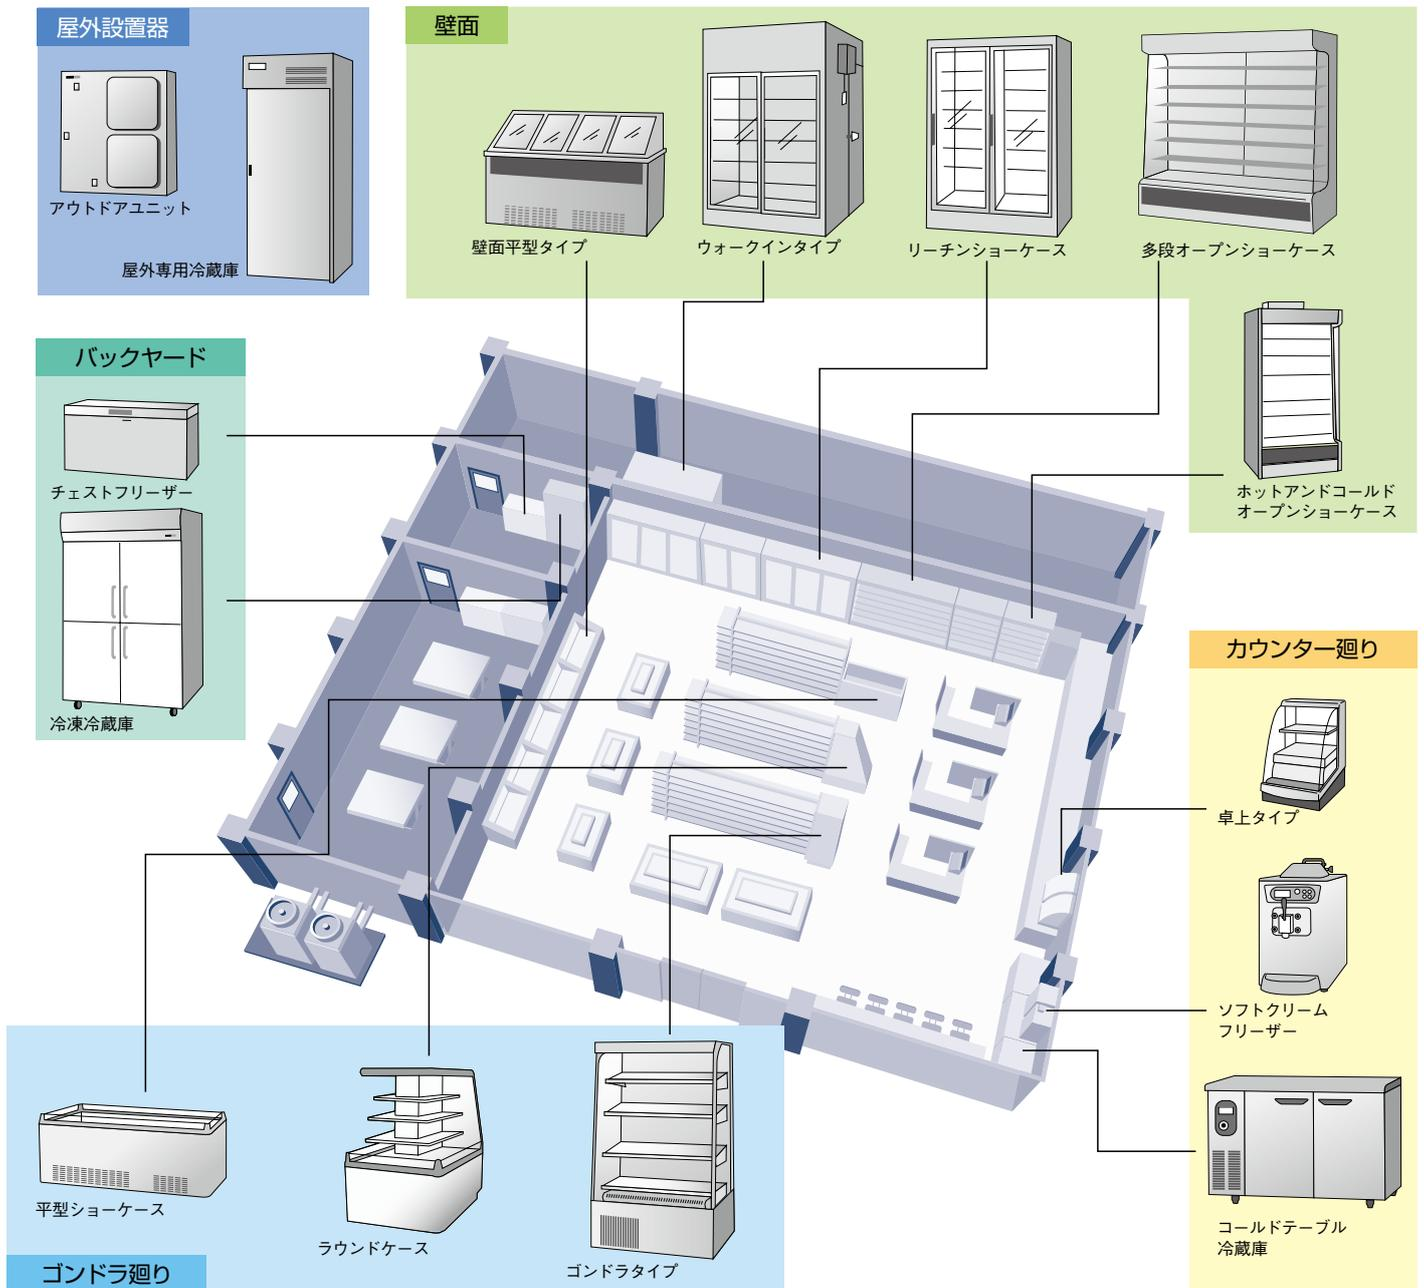 屋外設置器
アウトドアユニット
屋外専用冷蔵庫
壁面
壁面平型タイプ
ウォークインタイプ
リーチンショーケース
多段オープンショーケース
ホットアンドコールド
オープンショーケース
バックヤード
チェストフリーザー
冷凍冷蔵庫
カウンター廻り
卓上タイプ
ソフトクリーム
フリーザー
コールドテーブル
冷蔵庫
平型ショーケース
ラウンドケース
ゴンドラタイプ
ゴンドラ廻り